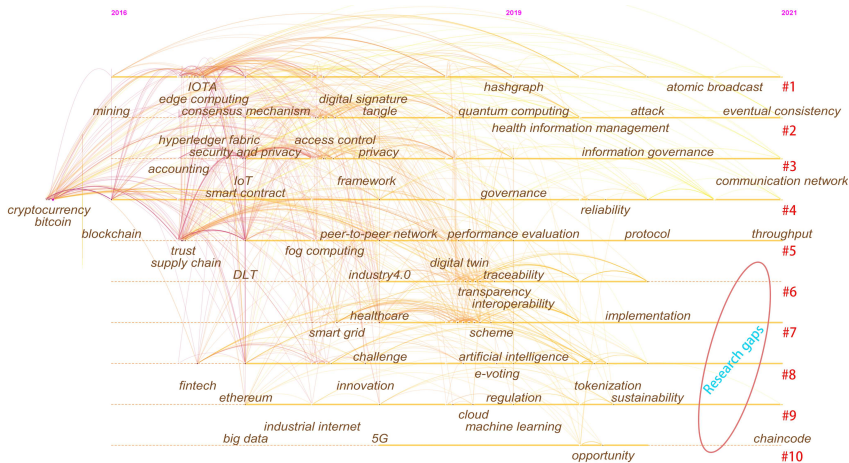 2016 2019 2021
IOTA hashgraph atomic broadcast #1
edge computing digital signature
mining consensus mechanism tangle quantum computing attack eventual consistency
health information management #2
hyperledger fabric access control
security and privacy privacy information governance
accounting #3
IoT framework communication network
smart contract governance
cryptocurrency reliability #4
bitcoin
blockchain peer-to-peer network performance evaluation protocol throughput
trust fog computing #5
supply chain digital twin
DLT industry4.0 traceability
transparency #6
interoperability
healthcare implementation
smart grid scheme #7
challenge artificial intelligence
e-voting #8
fintech innovation tokenization
ethereum regulation sustainability
cloud #9
industrial internet machine learning
big data 5G chaincode
opportunity #10
Research gaps